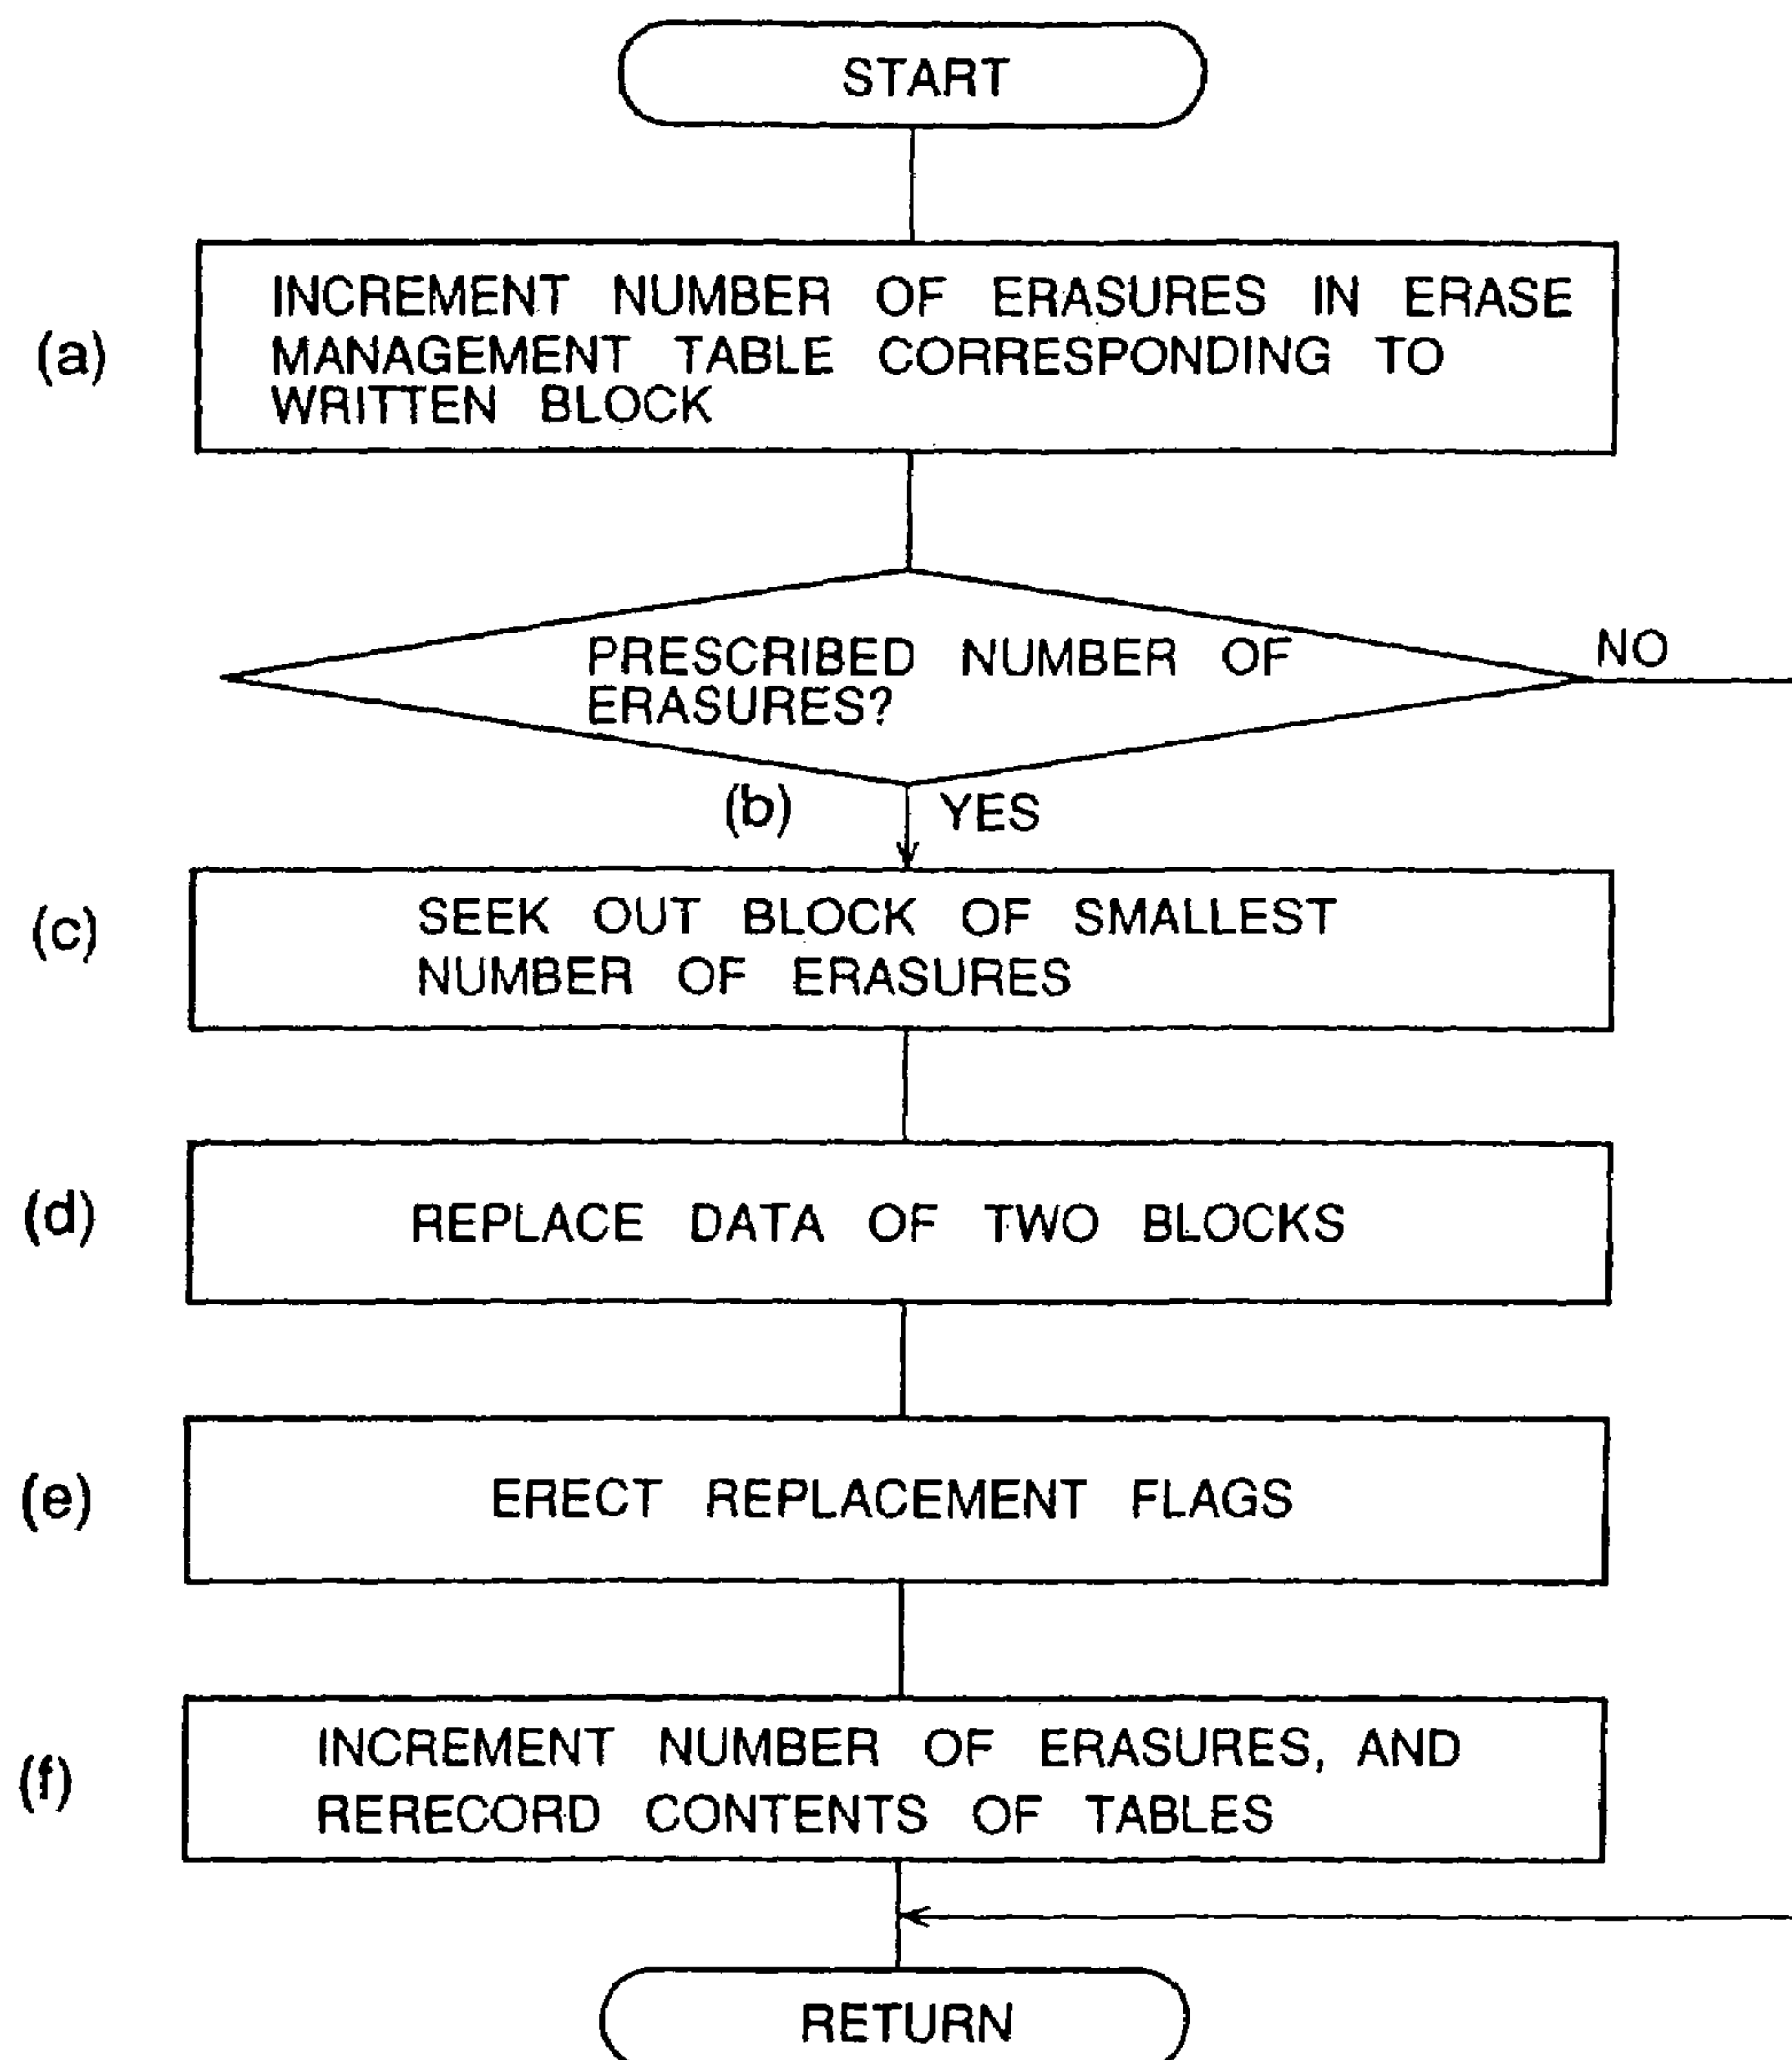 START
(a)
INCREMENT NUMBER OF ERASURES IN ERASE
MANAGEMENT TABLE CORRESPONDING TO
WRITTEN BLOCK
PRESCRIBED NUMBER OF
ERASURES?
NO
(b)
YES
(c)
SEEK OUT BLOCK OF SMALLEST
NUMBER OF ERASURES
(d)
REPLACE DATA OF TWO BLOCKS
(e)
ERECT REPLACEMENT FLAGS
(f)
INCREMENT NUMBER OF ERASURES, AND
RERECORD CONTENTS OF TABLES
RETURN